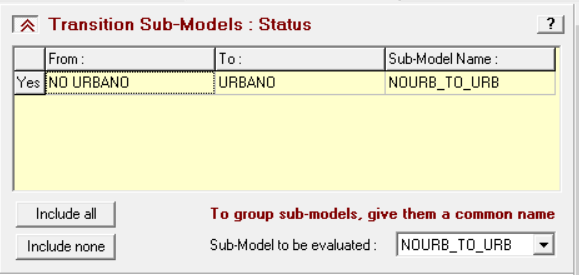 Transition Sub-Models : Status ?
From : To : Sub-Model Name :
Yes NO URBANO URBANO NOURB_TO_URB
Include all To group sub-models, give them a common name
Include none Sub-Model to be evaluated : NOURB_TO_URB